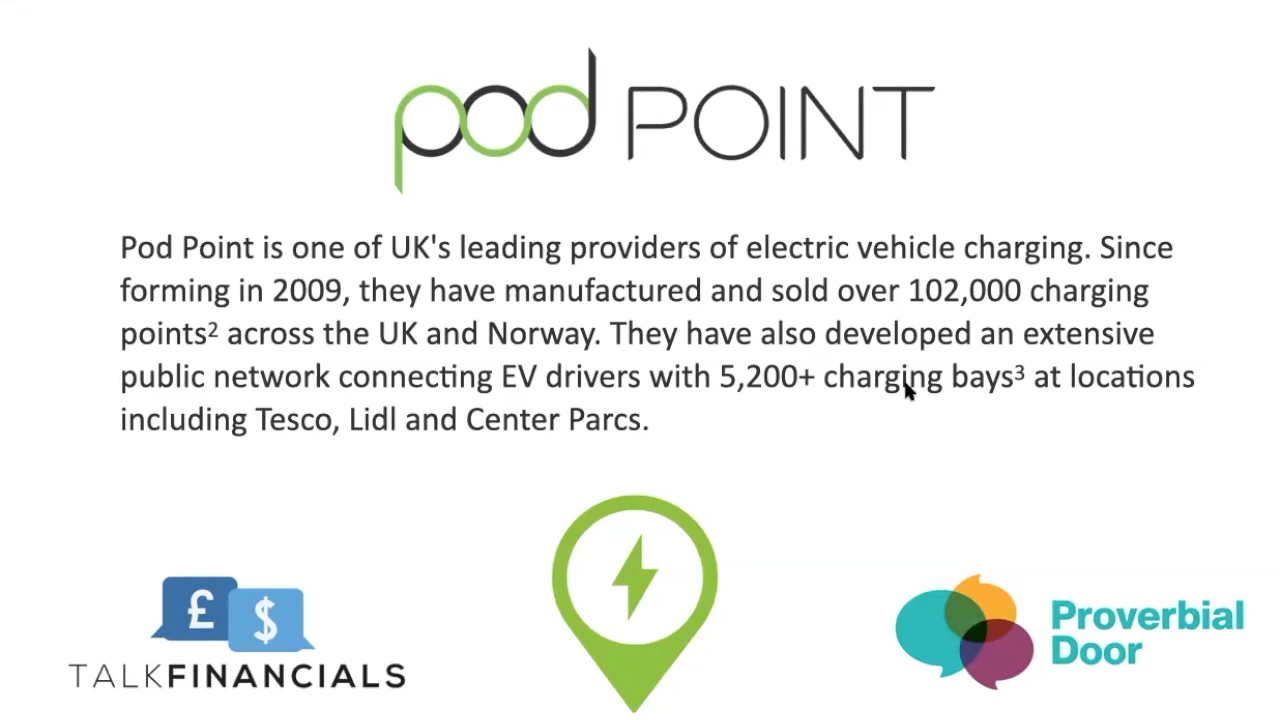 pod POINT
Pod Point is one of UK's leading providers of electric vehicle charging. Since
forming in 2009, they have manufactured and sold over 102,000 charging
points² across the UK and Norway. They have also developed an extensive
public network connecting EV drivers with 5,200+ charging bays³ at locations
including Tesco, Lidl and Center Parcs.
£ $
TALKFINANCIALS
Proverbial
Door